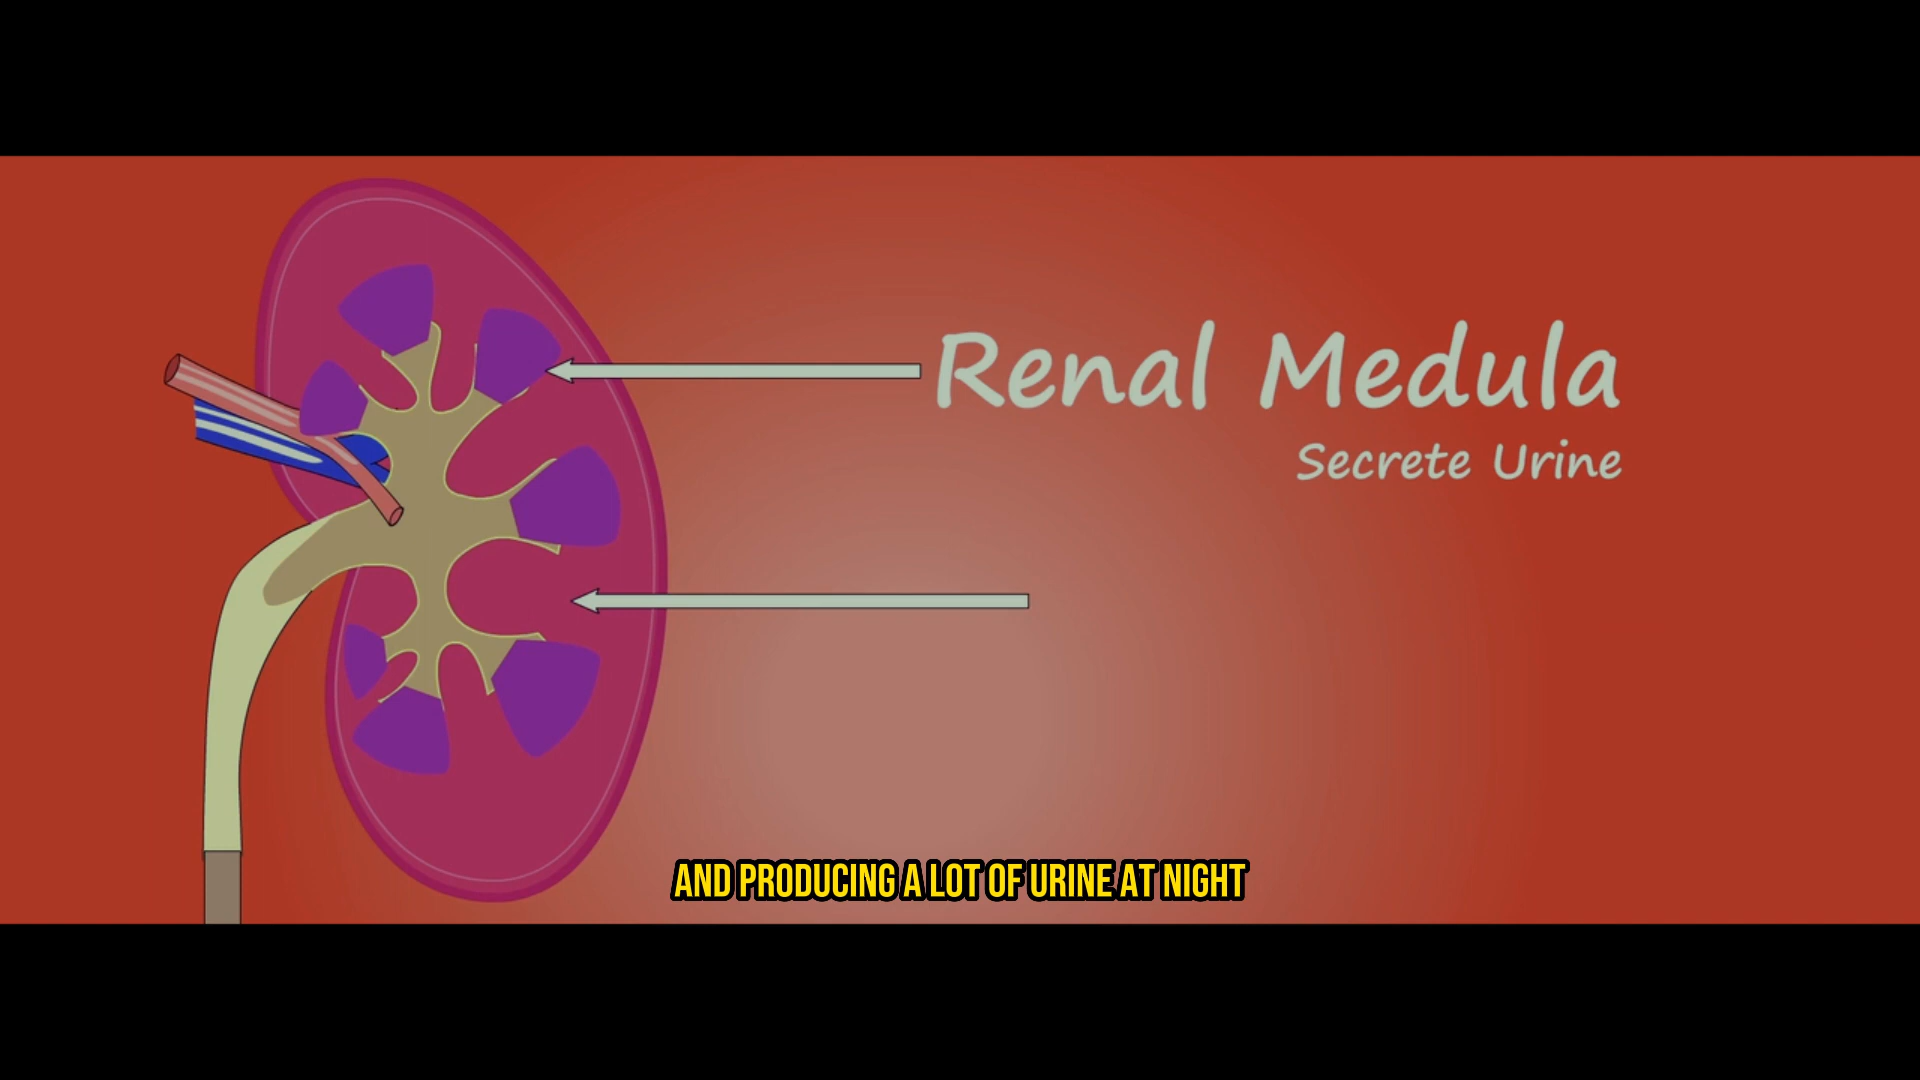 Renal Medula
Secrete Urine
AND PRODUCING A LOT OF URINE AT NIGHT